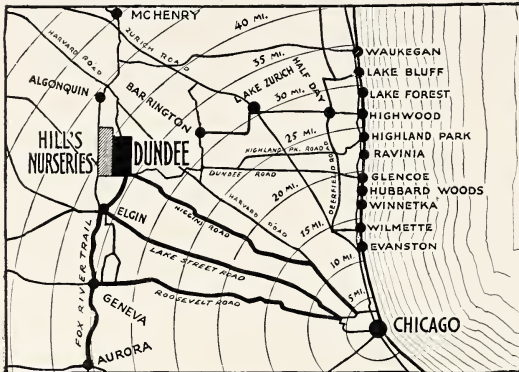 MCHENRY
40 MI.
HARVARD ROAD
ZURICH ROAD
WAUKEGAN
35 MI.
LAKE ZURICH
HALF DAY
LAKE BLUFF
ALGONQUIN
BARRINGTON
30 MI.
LAKE FOREST
HIGHWOOD
HILL'S
NURSERIES
DUNDEE
25 MI.
HIGHLAND PK. ROAD
HIGHLAND PARK
RAVINIA
DUNDEE ROAD
GLENCOE
20 MI.
HUBBARD WOODS
WINNETKA
ELGIN
HIGGINS ROAD
HARVARD ROAD
DEERFIELD RD
15 MI.
WILMETTE
EVANSTON
LAKE STREET ROAD
10 MI.
FOX RIVER TRAIL
GENEVA
ROOSEVELT ROAD
5 MI.
CHICAGO
AURORA